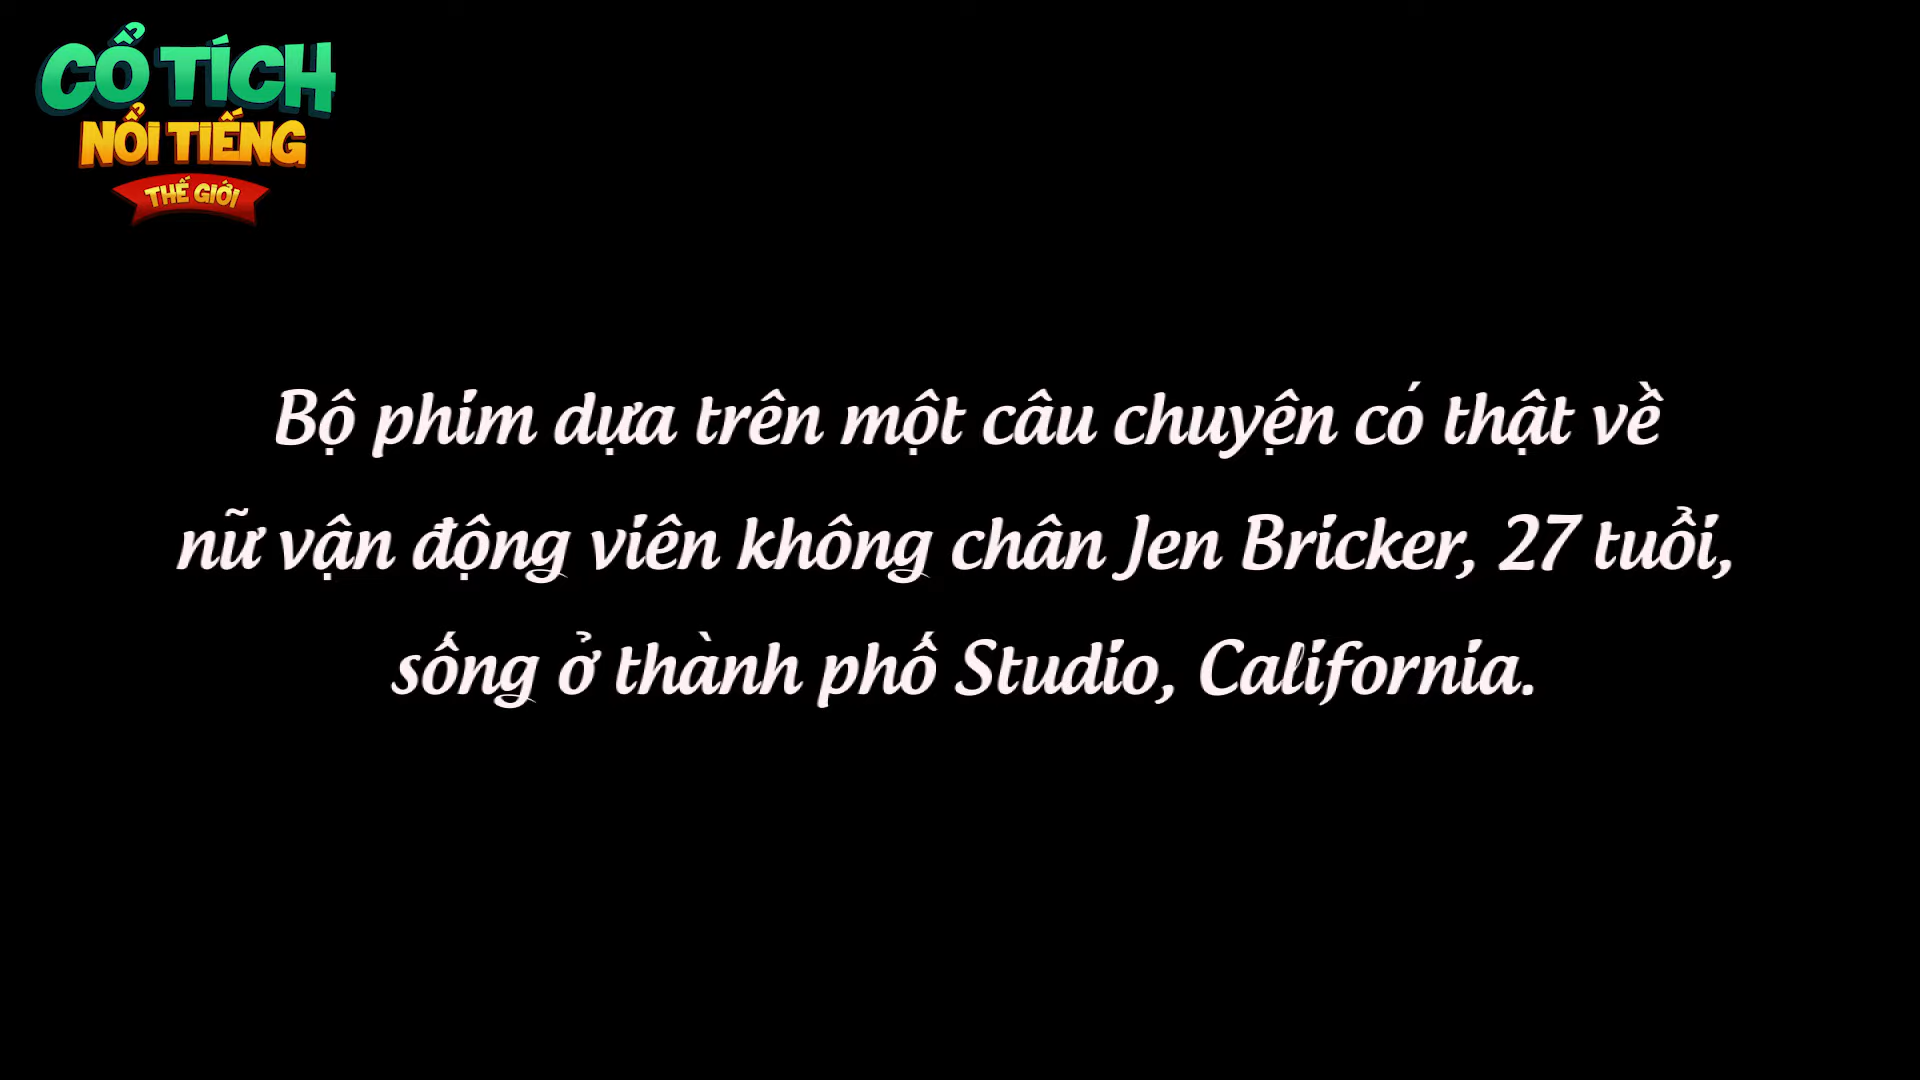 CỔ TÍCH
NỔI TIẾNG
THẾ GIỚI
Bộ phim dựa trên một câu chuyện có thật về
nữ vận động viên không chân Jen Bricker, 27 tuổi,
sống ở thành phố Studio, California.